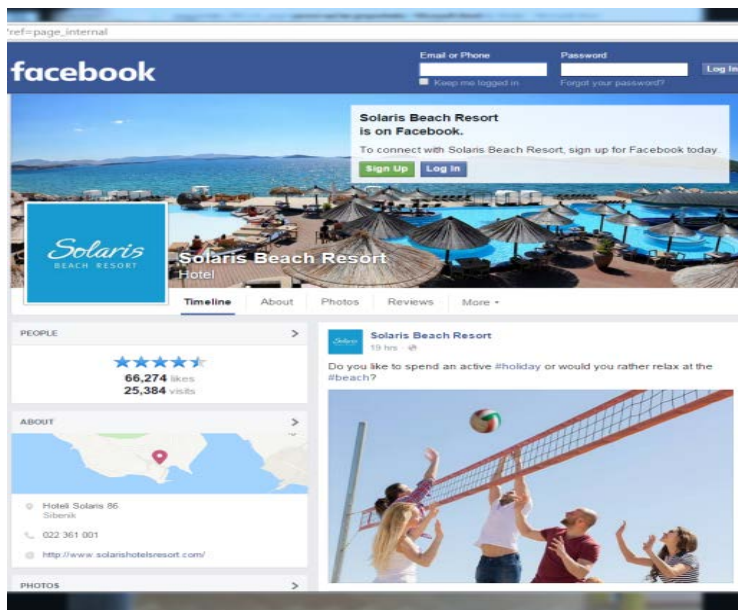 ?ref=page_internal
facebook
Email or Phone
Password
Keep me logged in
Forgot your password?
Log In
Solaris Beach Resort
is on Facebook.
To connect with Solaris Beach Resort, sign up for Facebook today.
Sign Up
Log In
Solaris
BEACH RESORT
Solaris Beach Resort
Hotel
Timeline
About
Photos
Reviews
More
PEOPLE
66,274 likes
25,384 visits
ABOUT
Hoteli Solaris 86.
Sibenik
022 361 001
http://www.solarishotelsresort.com/
PHOTOS
Solaris
Solaris Beach Resort
19 hrs
Do you like to spend an active #holiday or would you rather relax at the
#beach?